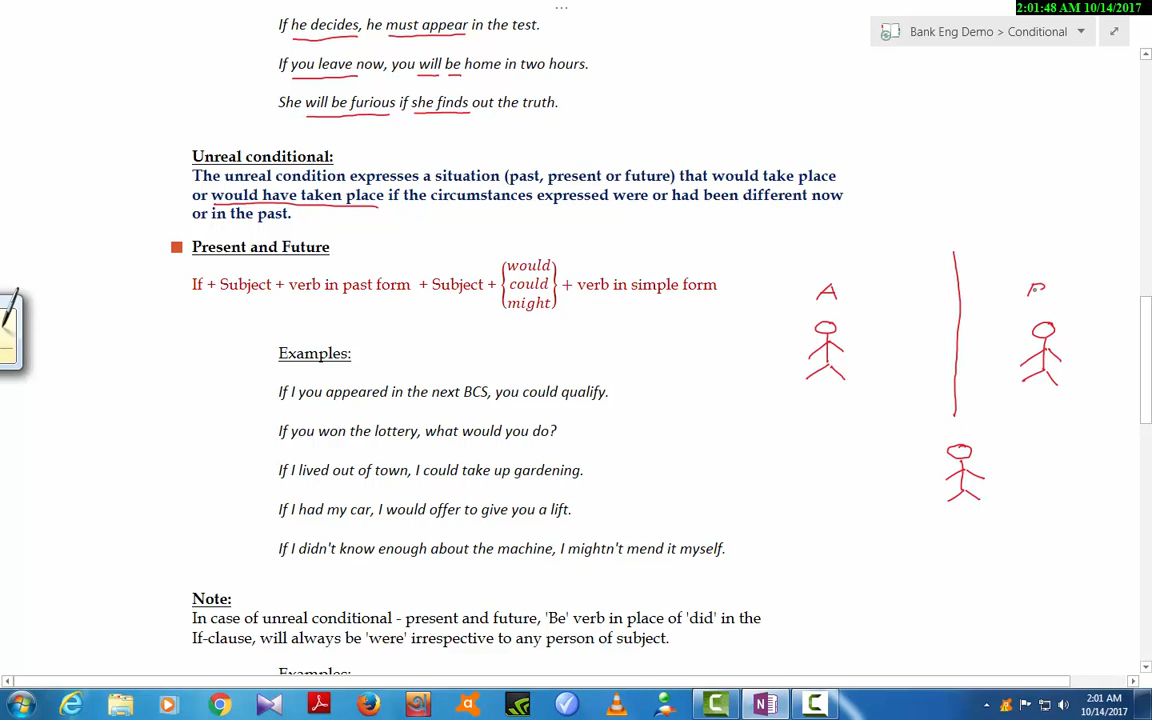 2:01:48 AM 10/14/2017
Bank Eng Demo > Conditional
If he decides, he must appear in the test.
If you leave now, you will be home in two hours.
She will be furious if she finds out the truth.
Unreal conditional:
The unreal condition expresses a situation (past, present or future) that would take place
or would have taken place if the circumstances expressed were or had been different now
or in the past.
Present and Future
If + Subject + verb in past form + Subject + {would
could
might} + verb in simple form
A
Examples:
If I you appeared in the next BCS, you could qualify.
If you won the lottery, what would you do?
If I lived out of town, I could take up gardening.
If I had my car, I would offer to give you a lift.
If I didn't know enough about the machine, I mightn't mend it myself.
Note:
In case of unreal conditional - present and future, 'Be' verb in place of 'did' in the
If-clause, will always be 'were' irrespective to any person of subject.
Examples:
2:01 AM
10/14/2017